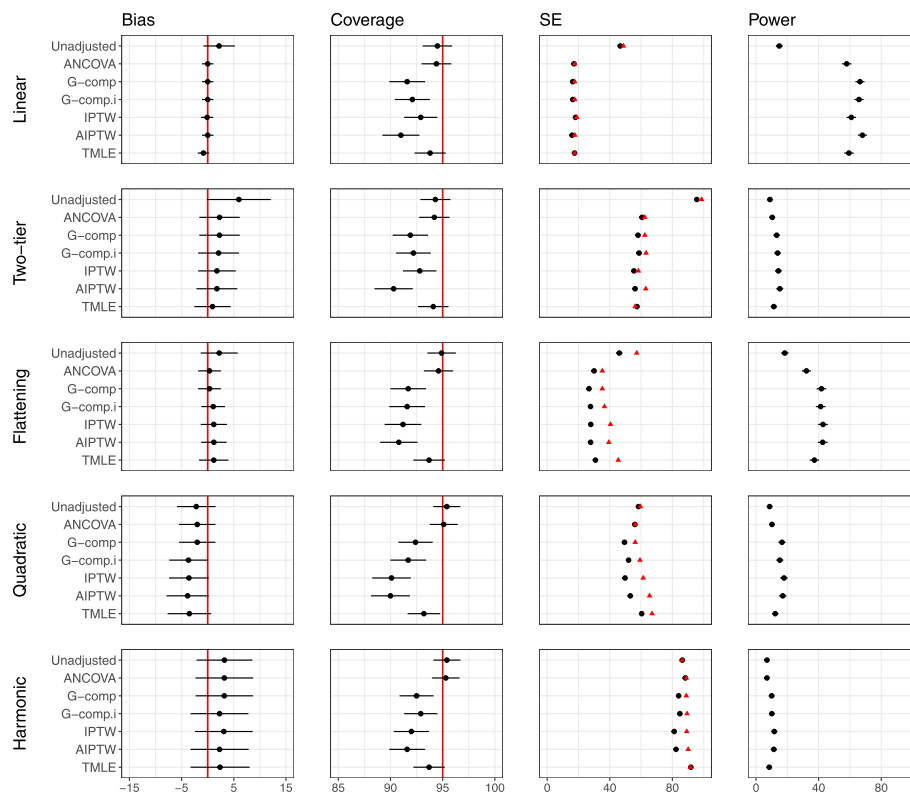 Bias Coverage SE Power
Linear
Unadjusted
ANCOVA
G−comp
G−comp.i
IPTW
AIPTW
TMLE
Two−tier
Unadjusted
ANCOVA
G−comp
G−comp.i
IPTW
AIPTW
TMLE
Flattening
Unadjusted
ANCOVA
G−comp
G−comp.i
IPTW
AIPTW
TMLE
Quadratic
Unadjusted
ANCOVA
G−comp
G−comp.i
IPTW
AIPTW
TMLE
Harmonic
Unadjusted
ANCOVA
G−comp
G−comp.i
IPTW
AIPTW
TMLE
−15 −5 5 15 85 90 95 100 0 40 80 0 40 80